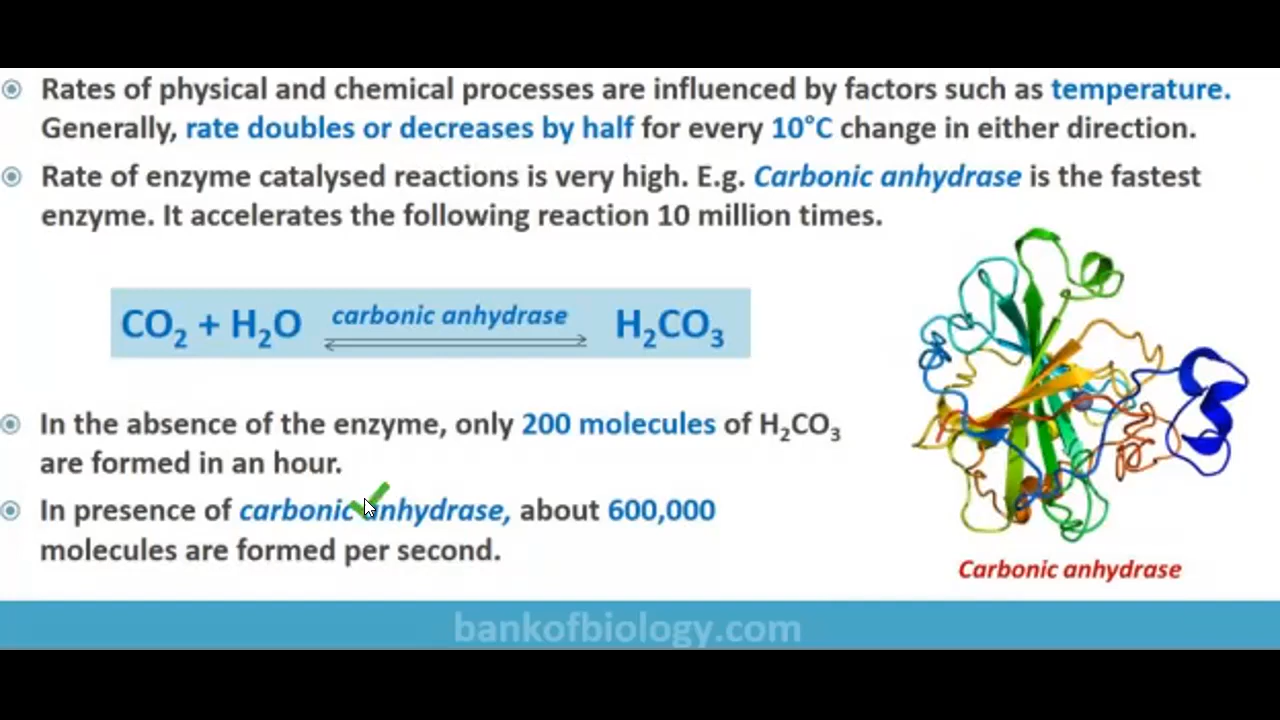 Rates of physical and chemical processes are influenced by factors such as temperature.
Generally, rate doubles or decreases by half for every 10°C change in either direction.
Rate of enzyme catalysed reactions is very high. E.g. Carbonic anhydrase is the fastest
enzyme. It accelerates the following reaction 10 million times.
CO₂ + H₂O carbonic anhydrase H₂CO₃
In the absence of the enzyme, only 200 molecules of H₂CO₃
are formed in an hour.
In presence of carbonic anhydrase, about 600,000
molecules are formed per second.
Carbonic anhydrase
bankofbiology.com